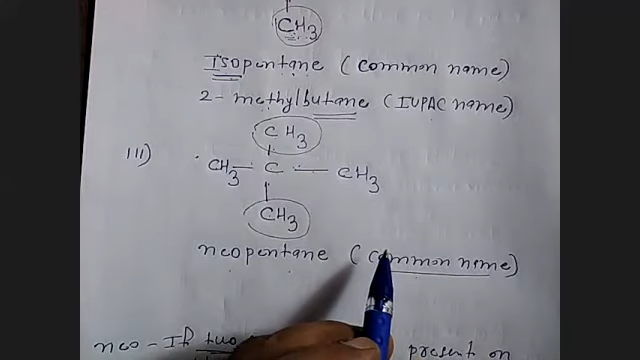 CH3
Isopentane (common name)
2-methylbutane (IUPAC name)
CH3
III) CH3 — C — CH3
CH3
neopentane (common name)
neo - If two present on